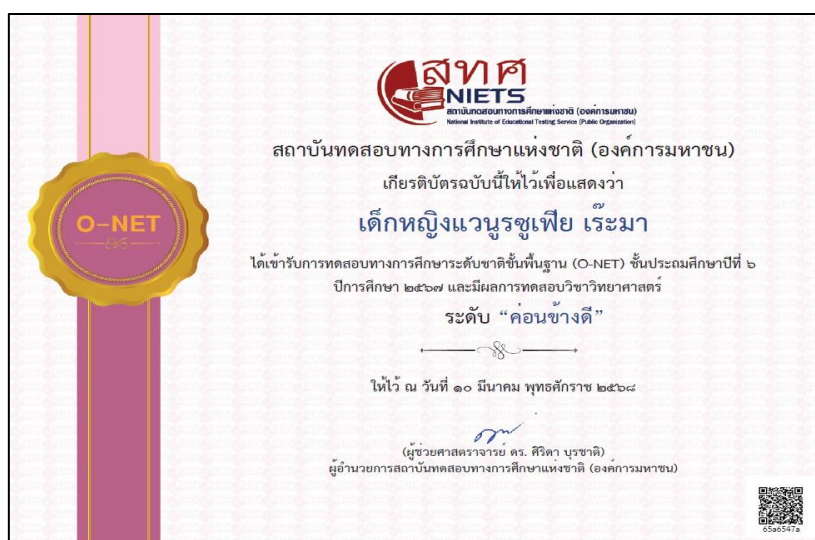 สทศ
NIETS
สถาบันทดสอบทางการศึกษาแห่งชาติ (องค์การมหาชน)
National Institute of Educational Testing Service (Public Organization)
สถาบันทดสอบทางการศึกษาแห่งชาติ (องค์การมหาชน)
เกียรติบัตรฉบับนี้ให้ไว้เพื่อแสดงว่า
เด็กหญิงแวนูรซูเฟีย เร๊ะมา
O-NET
ได้เข้ารับการทดสอบทางการศึกษาระดับชาติขั้นพื้นฐาน (O-NET) ชั้นประถมศึกษาปีที่ ๖
ปีการศึกษา ๒๕๖๗ และมีผลการทดสอบวิชาวิทยาศาสตร์
ระดับ “ค่อนข้างดี”
ให้ไว้ ณ วันที่ ๑๐ มีนาคม พุทธศักราช ๒๕๖๘
(ผู้ช่วยศาสตราจารย์ ดร. ศิริดา บุรชาติ)
ผู้อำนวยการสถาบันทดสอบทางการศึกษาแห่งชาติ (องค์การมหาชน)
65a6547a